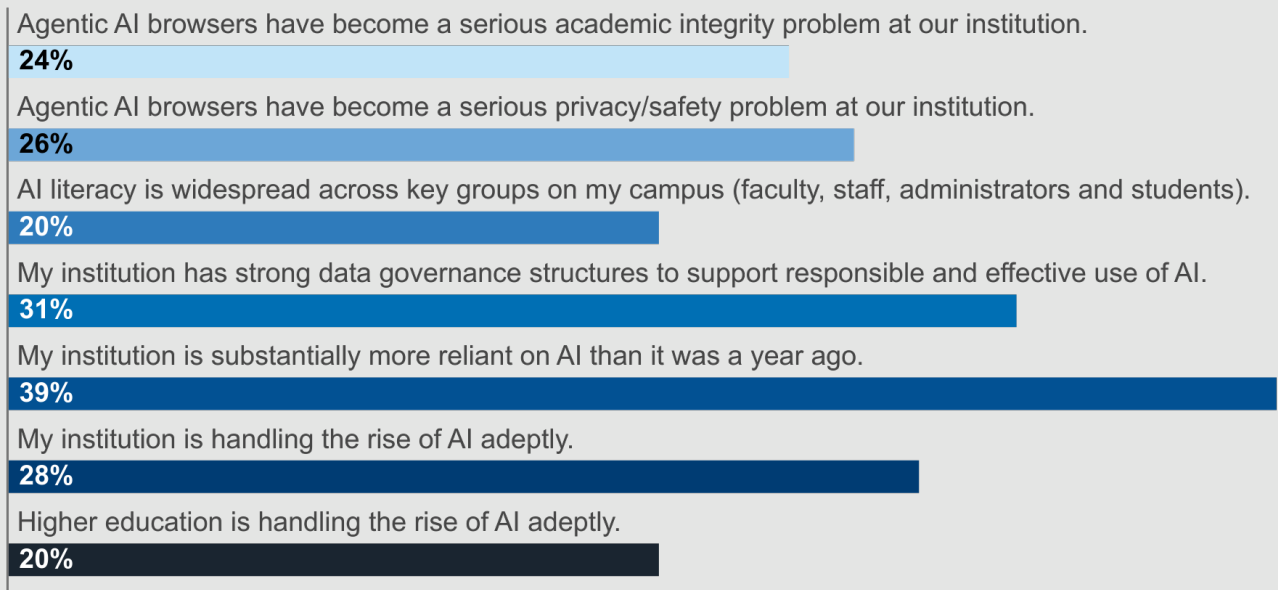 Agentic AI browsers have become a serious academic integrity problem at our institution.
24%
Agentic AI browsers have become a serious privacy/safety problem at our institution.
26%
AI literacy is widespread across key groups on my campus (faculty, staff, administrators and students).
20%
My institution has strong data governance structures to support responsible and effective use of AI.
31%
My institution is substantially more reliant on AI than it was a year ago.
39%
My institution is handling the rise of AI adeptly.
28%
Higher education is handling the rise of AI adeptly.
20%